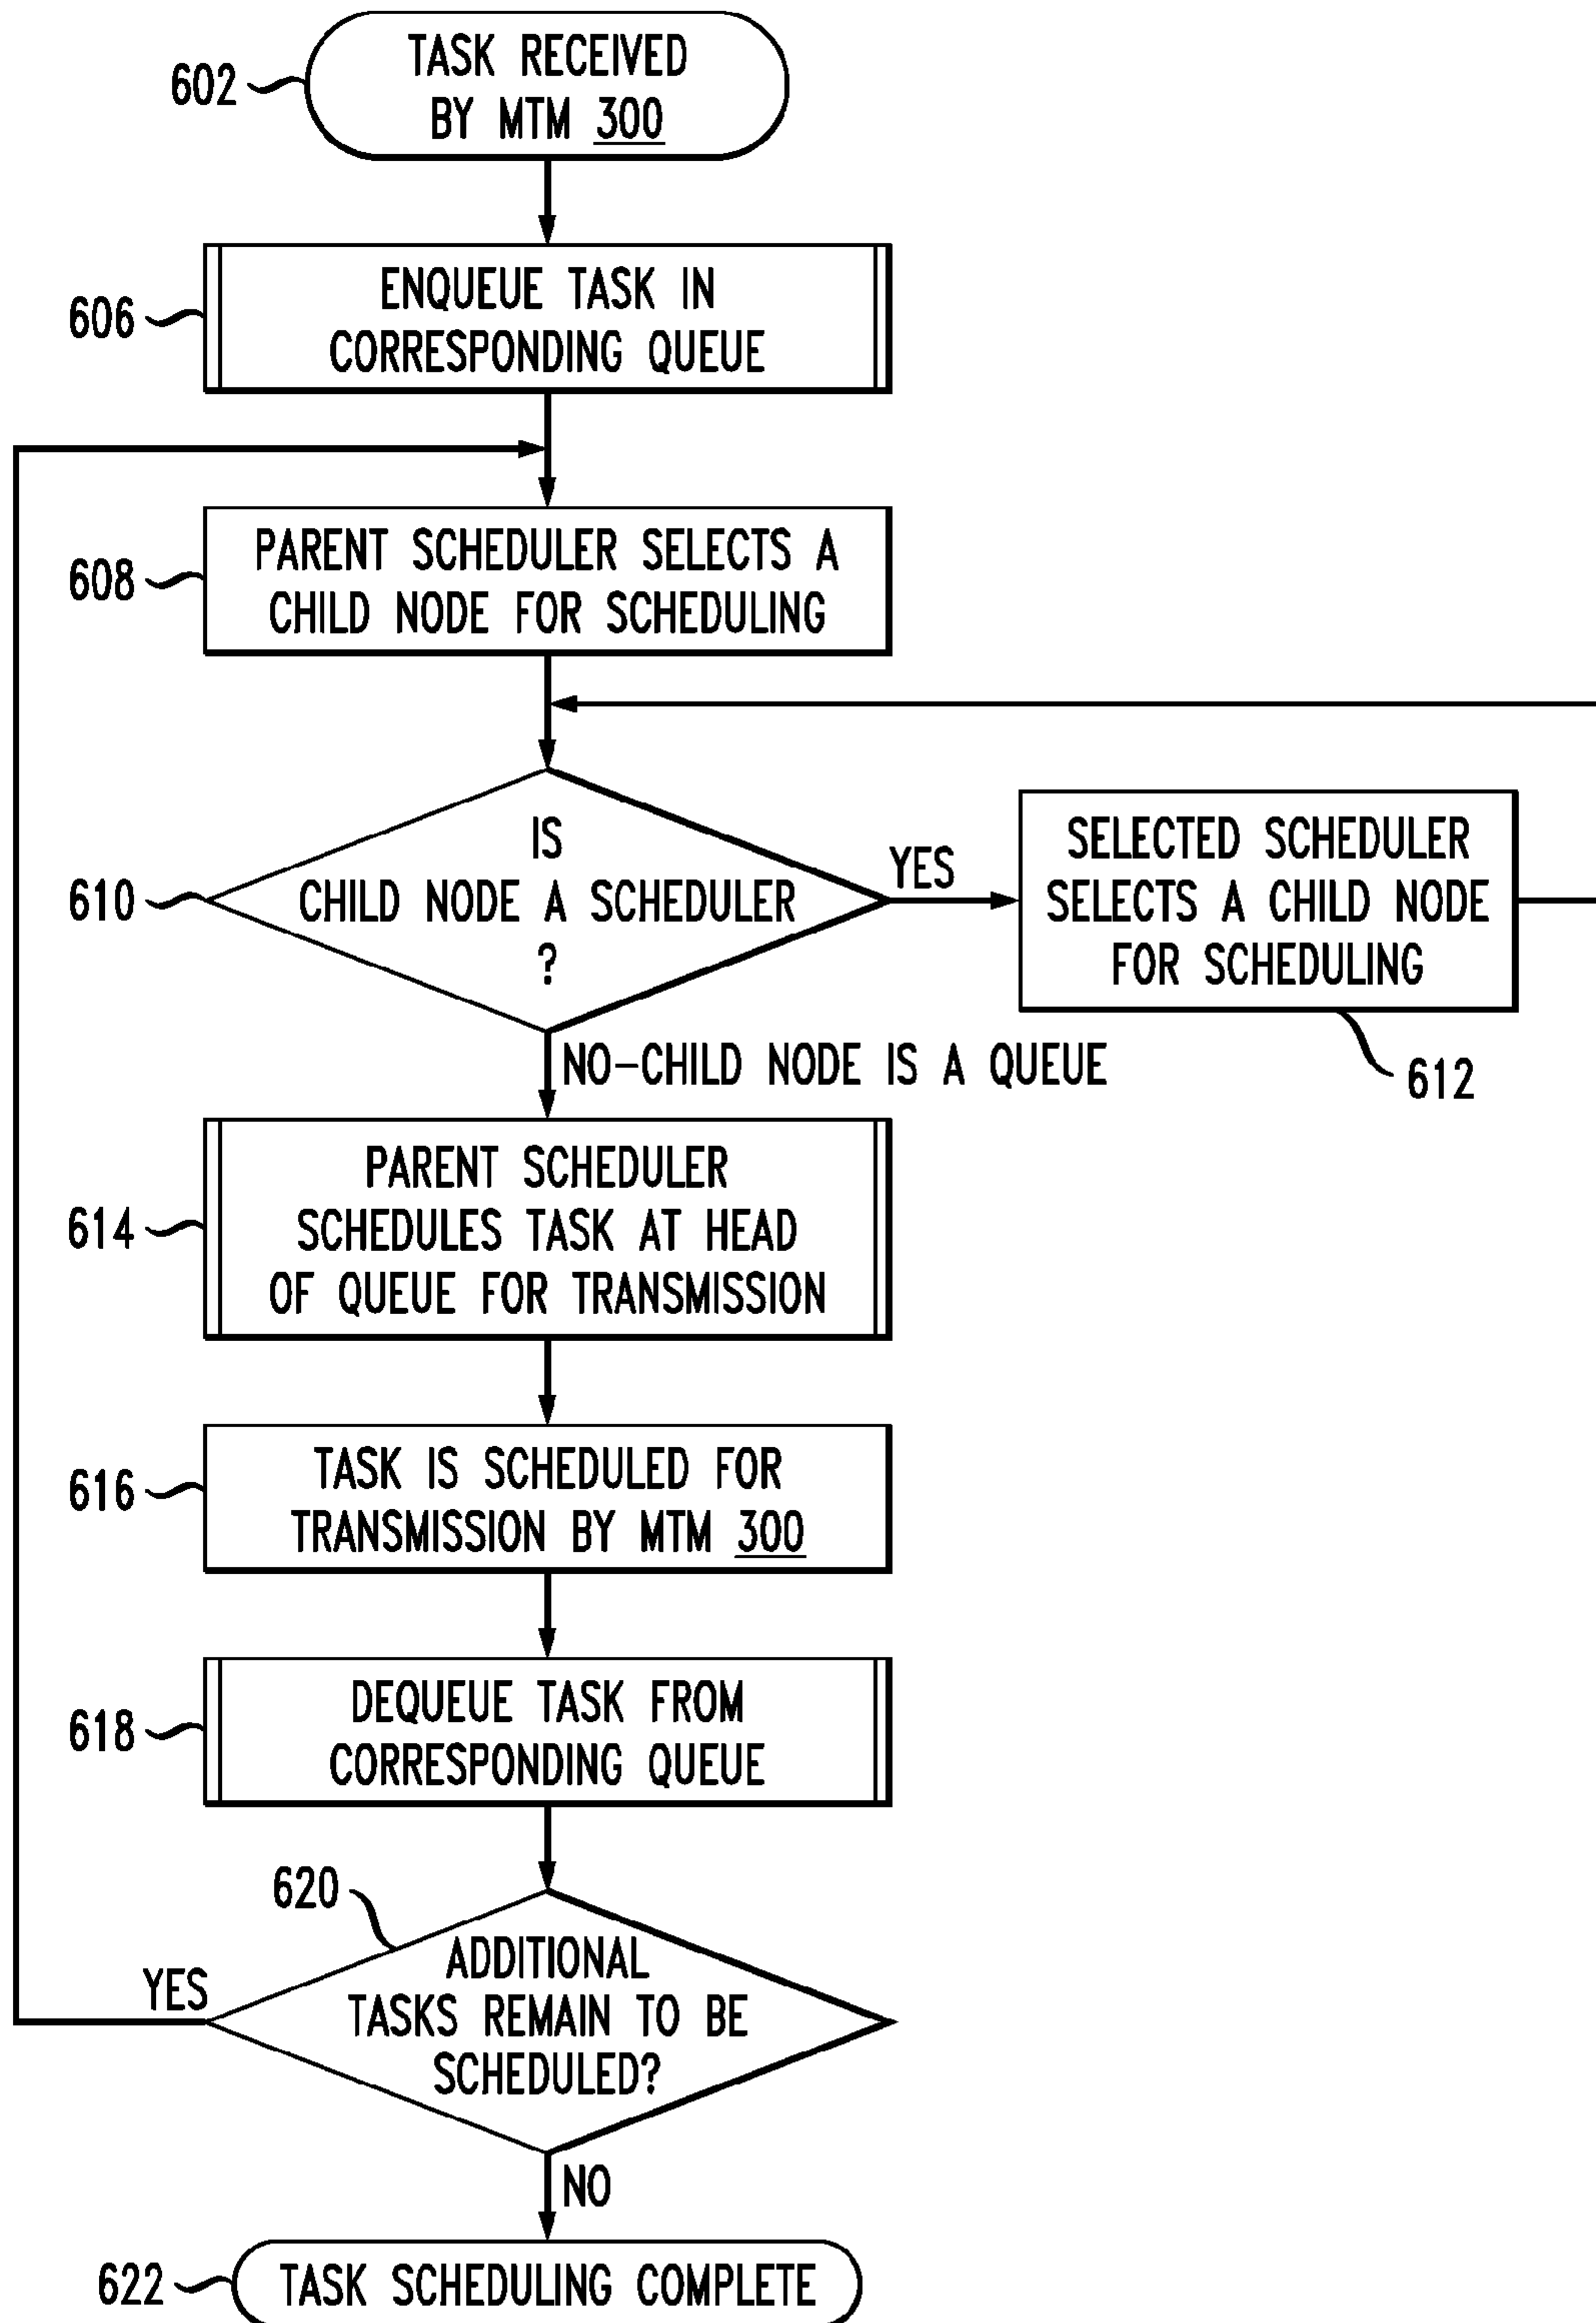 602
TASK RECEIVED
BY MTM 300
606
ENQUEUE TASK IN
CORRESPONDING QUEUE
608
PARENT SCHEDULER SELECTS A
CHILD NODE FOR SCHEDULING
610
IS
CHILD NODE A SCHEDULER
?
YES
SELECTED SCHEDULER
SELECTS A CHILD NODE
FOR SCHEDULING
612
NO-CHILD NODE IS A QUEUE
614
PARENT SCHEDULER
SCHEDULES TASK AT HEAD
OF QUEUE FOR TRANSMISSION
616
TASK IS SCHEDULED FOR
TRANSMISSION BY MTM 300
618
DEQUEUE TASK FROM
CORRESPONDING QUEUE
620
ADDITIONAL
TASKS REMAIN TO BE
SCHEDULED?
YES
NO
622
TASK SCHEDULING COMPLETE